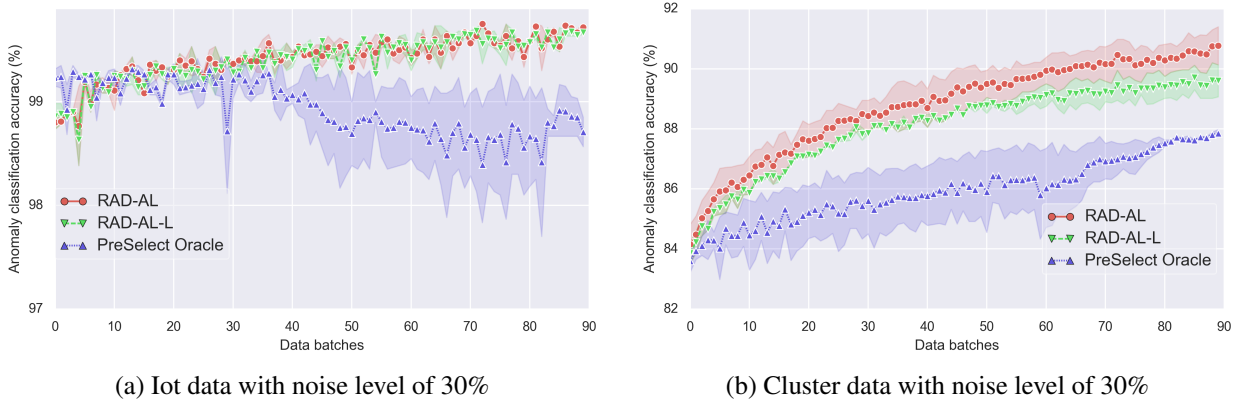 Anomaly classification accuracy (%)
99
98
97
RAD-AL
RAD-AL-L
PreSelect Oracle
0 10 20 30 40 50 60 70 80 90
Data batches
(a) Iot data with noise level of 30%
Anomaly classification accuracy (%)
92
90
88
86
84
82
RAD-AL
RAD-AL-L
PreSelect Oracle
0 10 20 30 40 50 60 70 80 90
Data batches
(b) Cluster data with noise level of 30%